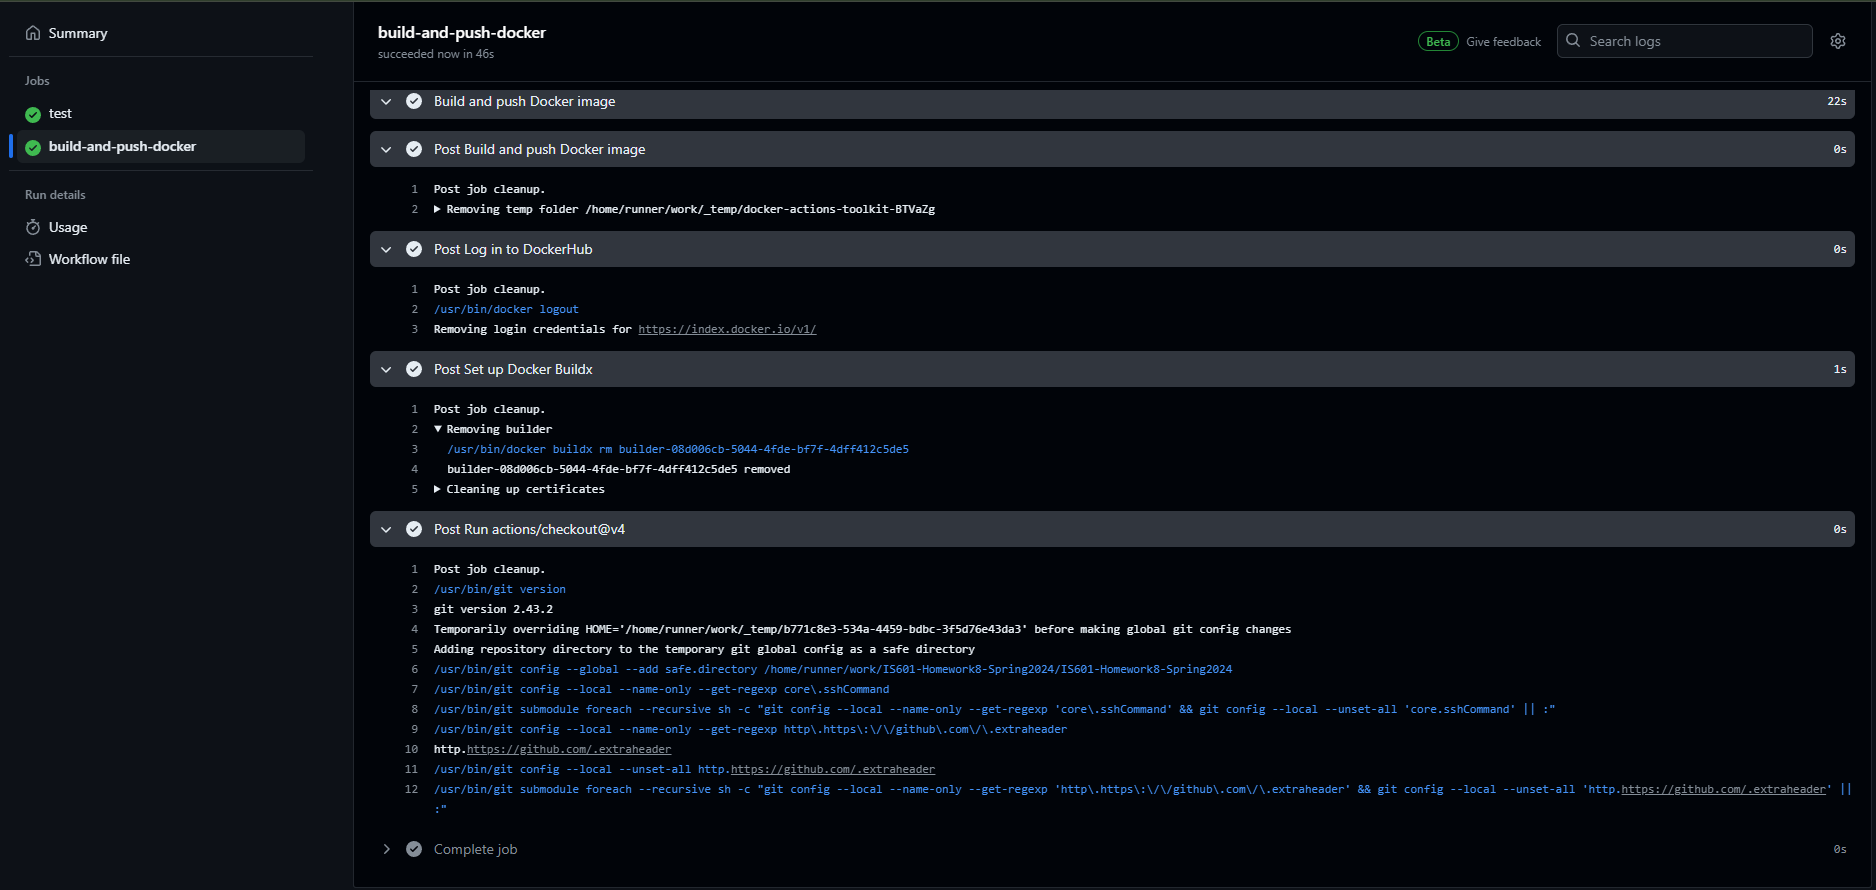 Summary
Jobs
test
build-and-push-docker
Run details
Usage
Workflow file
build-and-push-docker
succeeded now in 46s
Beta
Give feedback
Search logs
Build and push Docker image
22s
Post Build and push Docker image
0s
1 Post job cleanup.
2 Removing temp folder /home/runner/work/_temp/docker-actions-toolkit-BTVaZg
Post Log in to DockerHub
0s
1 Post job cleanup.
2 /usr/bin/docker logout
3 Removing login credentials for https://index.docker.io/v1/
Post Set up Docker Buildx
1s
1 Post job cleanup.
2 Removing builder
3 /usr/bin/docker buildx rm builder-08d006cb-5044-4fde-bf7f-4dff412c5de5
4 builder-08d006cb-5044-4fde-bf7f-4dff412c5de5 removed
5 Cleaning up certificates
Post Run actions/checkout@v4
0s
1 Post job cleanup.
2 /usr/bin/git version
3 git version 2.43.2
4 Temporarily overriding HOME='/home/runner/work/_temp/b771c8e3-534a-4459-bdbc-3f5d76e43da3' before making global git config changes
5 Adding repository directory to the temporary git global config as a safe directory
6 /usr/bin/git config --global --add safe.directory /home/runner/work/IS601-Homework8-Spring2024/IS601-Homework8-Spring2024
7 /usr/bin/git config --local --name-only --get-regexp core\.sshCommand
8 /usr/bin/git submodule foreach --recursive sh -c "git config --local --name-only --get-regexp 'core\.sshCommand' && git config --local --unset-all 'core.sshCommand' || :"
9 /usr/bin/git config --local --name-only --get-regexp http\.https\:\/\/github\.com\/\.extraheader
10 http.https://github.com/.extraheader
11 /usr/bin/git config --local --unset-all http.https://github.com/.extraheader
12 /usr/bin/git submodule foreach --recursive sh -c "git config --local --name-only --get-regexp 'http\.https\:\/\/github\.com\/\.extraheader' && git config --local --unset-all 'http.https://github.com/.extraheader' ||
:"
Complete job
0s